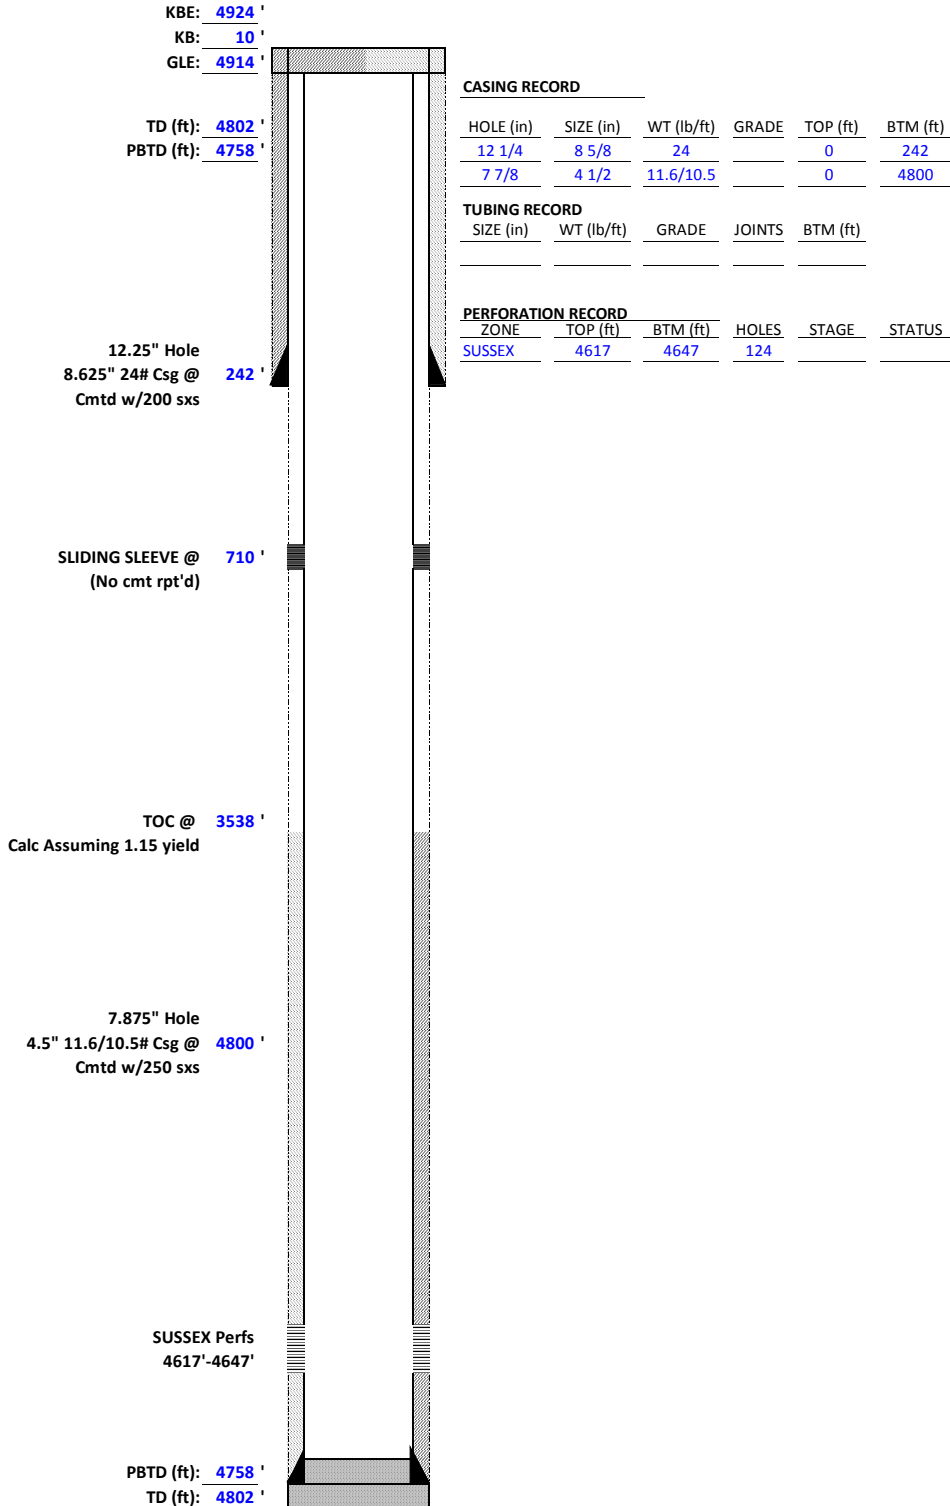 KBE: 4924 '
KB: 10 '
GLE: 4914 '
TD (ft): 4802 '
PBTD (ft): 4758 '
CASING RECORD
HOLE (in) SIZE (in) WT (lb/ft) GRADE TOP (ft) BTM (ft)
12 1/4 8 5/8 24 0 242
7 7/8 4 1/2 11.6/10.5 0 4800
TUBING RECORD
SIZE (in) WT (lb/ft) GRADE JOINTS BTM (ft)
PERFORATION RECORD
ZONE TOP (ft) BTM (ft) HOLES STAGE STATUS
SUSSEX 4617 4647 124
12.25" Hole
8.625" 24# Csg @ 242 '
Cmtd w/200 sxs
SLIDING SLEEVE @ 710 '
(No cmt rpt'd)
TOC @ 3538 '
Calc Assuming 1.15 yield
7.875" Hole
4.5" 11.6/10.5# Csg @ 4800 '
Cmtd w/250 sxs
SUSSEX Perfs
4617'-4647'
PBTD (ft): 4758 '
TD (ft): 4802 '